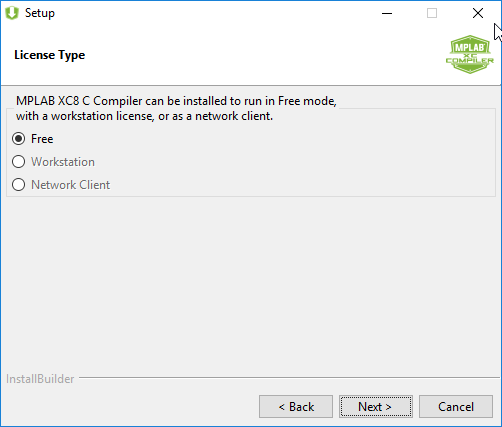 Setup
License Type
MPLAB
XC
COMPILER
MPLAB XC8 C Compiler can be installed to run in Free mode,
with a workstation license, or as a network client.
Free
Workstation
Network Client
InstallBuilder
< Back
Next >
Cancel